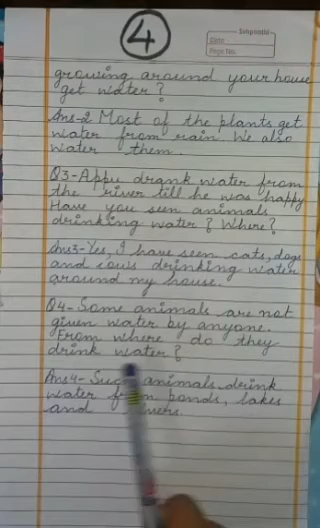 4
Date
Page No.
growing around your house
get water?
Ans-2 Most of the plants get
water from rain We also
water them
Q3-Appu drank water from
the river till he was happy
Have you seen animals
drinking water? Where?
Ans3-Yes, I have seen cats, dogs
and cows drinking water
around my house.
Q4-Some animals are not
given water by anyone.
From where do they
drink water?
Ans4- animals drink
water from ponds, lakes
and